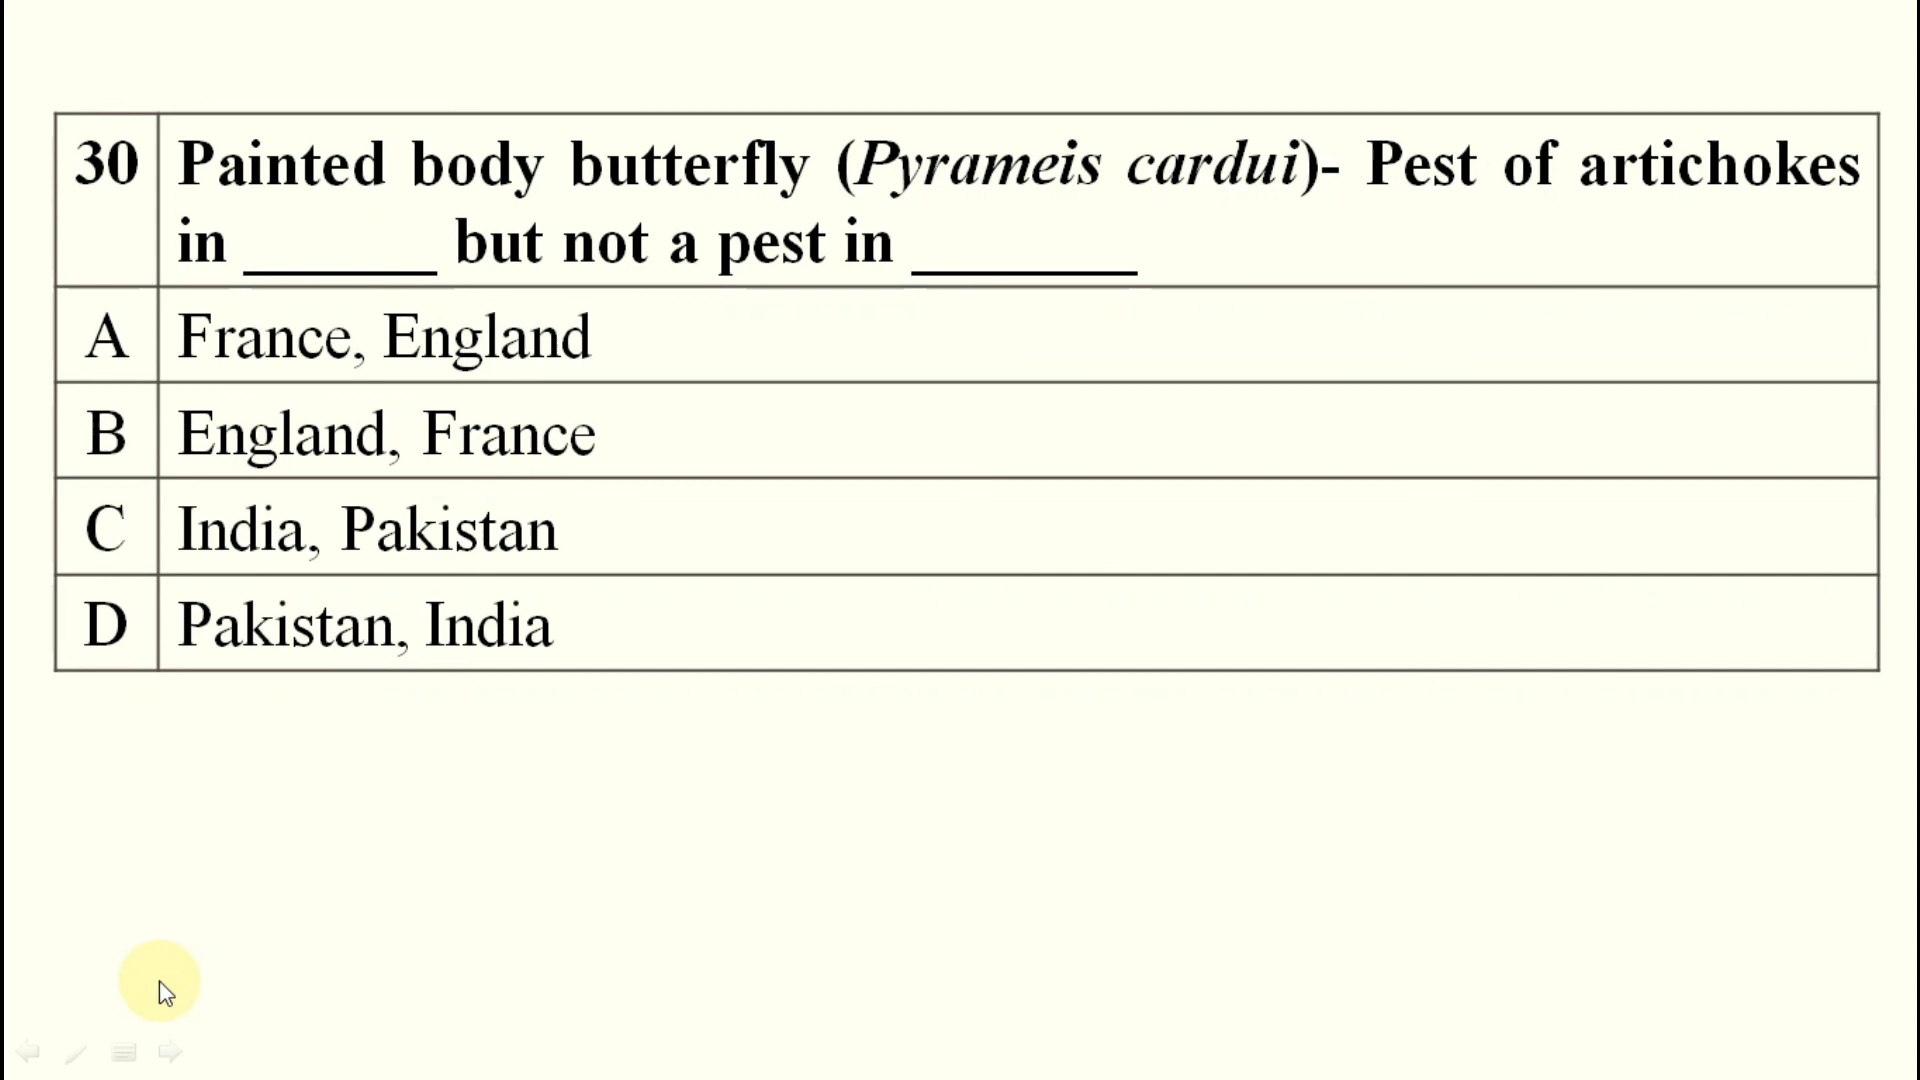 30 Painted body butterfly (Pyrameis cardui)- Pest of artichokes
in ______ but not a pest in _______
A France, England
B England, France
C India, Pakistan
D Pakistan, India